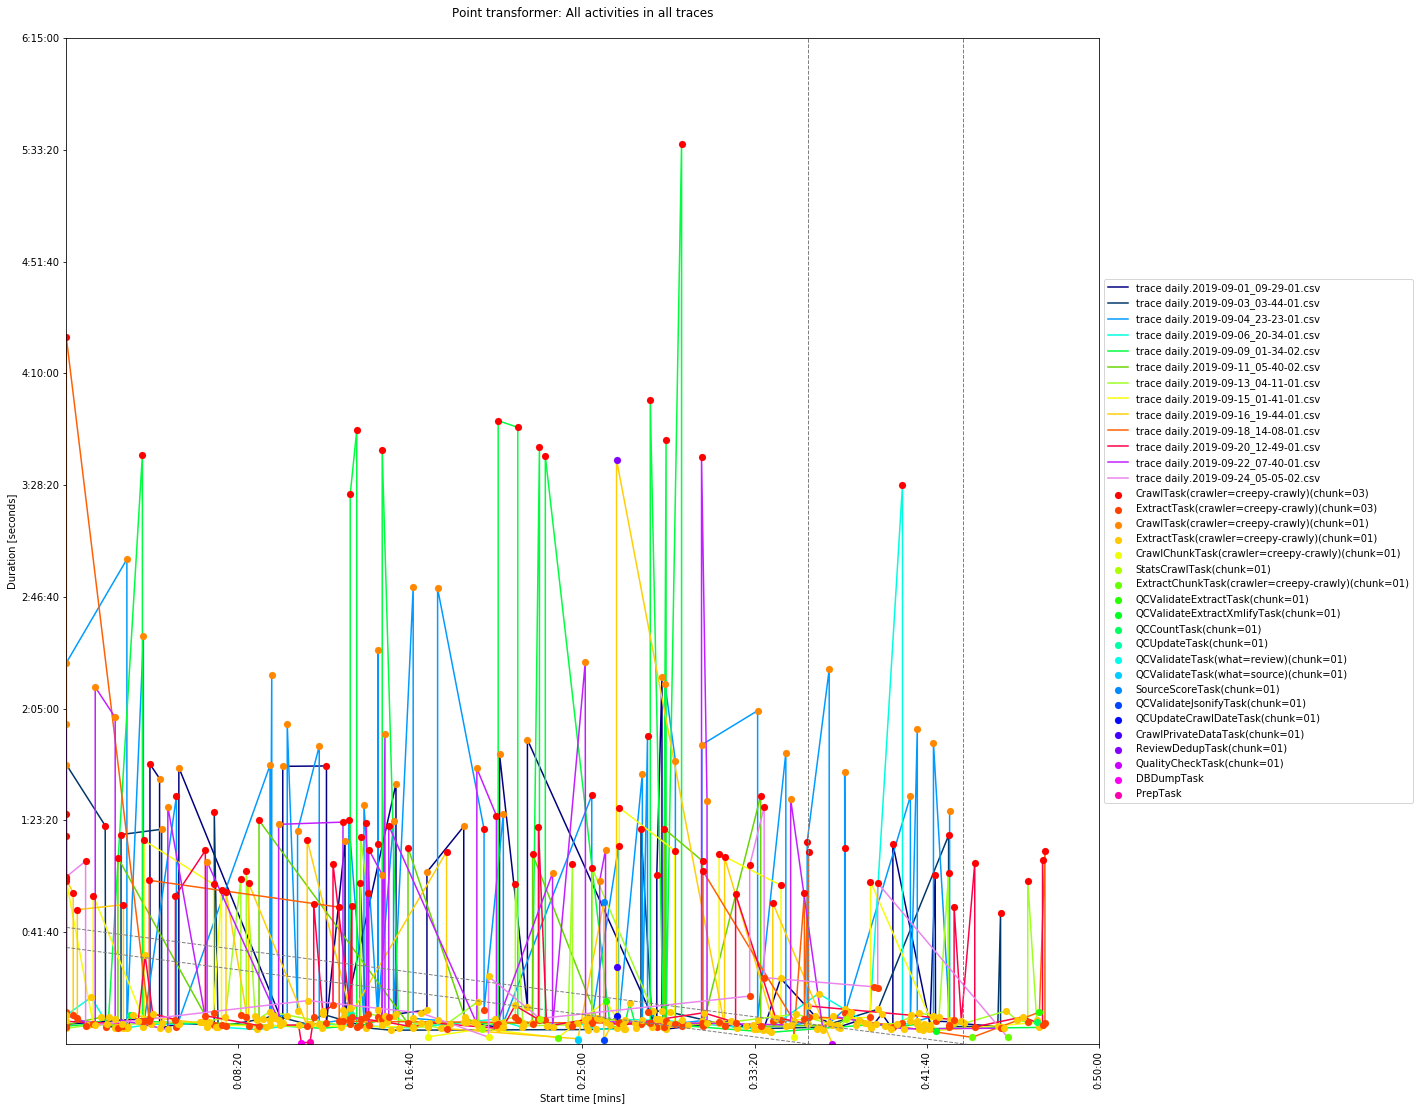 Point transformer: All activities in all traces
6:15:00
5:33:20
4:51:40
4:10:00
3:28:20
2:46:40
2:05:00
1:23:20
0:41:40
Duration [seconds]
0:08:20
0:16:40
0:25:00
0:33:20
0:41:40
0:50:00
Start time [mins]
trace daily.2019-09-01_09-29-01.csv
trace daily.2019-09-03_03-44-01.csv
trace daily.2019-09-04_23-23-01.csv
trace daily.2019-09-06_20-34-01.csv
trace daily.2019-09-09_01-34-02.csv
trace daily.2019-09-11_05-40-02.csv
trace daily.2019-09-13_04-11-01.csv
trace daily.2019-09-15_01-41-01.csv
trace daily.2019-09-16_19-44-01.csv
trace daily.2019-09-18_14-08-01.csv
trace daily.2019-09-20_12-49-01.csv
trace daily.2019-09-22_07-40-01.csv
trace daily.2019-09-24_05-05-02.csv
CrawlTask(crawler=creepy-crawly)(chunk=03)
ExtractTask(crawler=creepy-crawly)(chunk=03)
CrawlTask(crawler=creepy-crawly)(chunk=01)
ExtractTask(crawler=creepy-crawly)(chunk=01)
CrawlChunkTask(crawler=creepy-crawly)(chunk=01)
StatsCrawlTask(chunk=01)
ExtractChunkTask(crawler=creepy-crawly)(chunk=01)
QCValidateExtractTask(chunk=01)
QCValidateExtractXmlifyTask(chunk=01)
QCCountTask(chunk=01)
QCUpdateTask(chunk=01)
QCValidateTask(what=review)(chunk=01)
QCValidateTask(what=source)(chunk=01)
SourceScoreTask(chunk=01)
QCValidateJsonifyTask(chunk=01)
QCUpdateCrawlDateTask(chunk=01)
CrawlPrivateDataTask(chunk=01)
ReviewDedupTask(chunk=01)
QualityCheckTask(chunk=01)
DBDumpTask
PrepTask